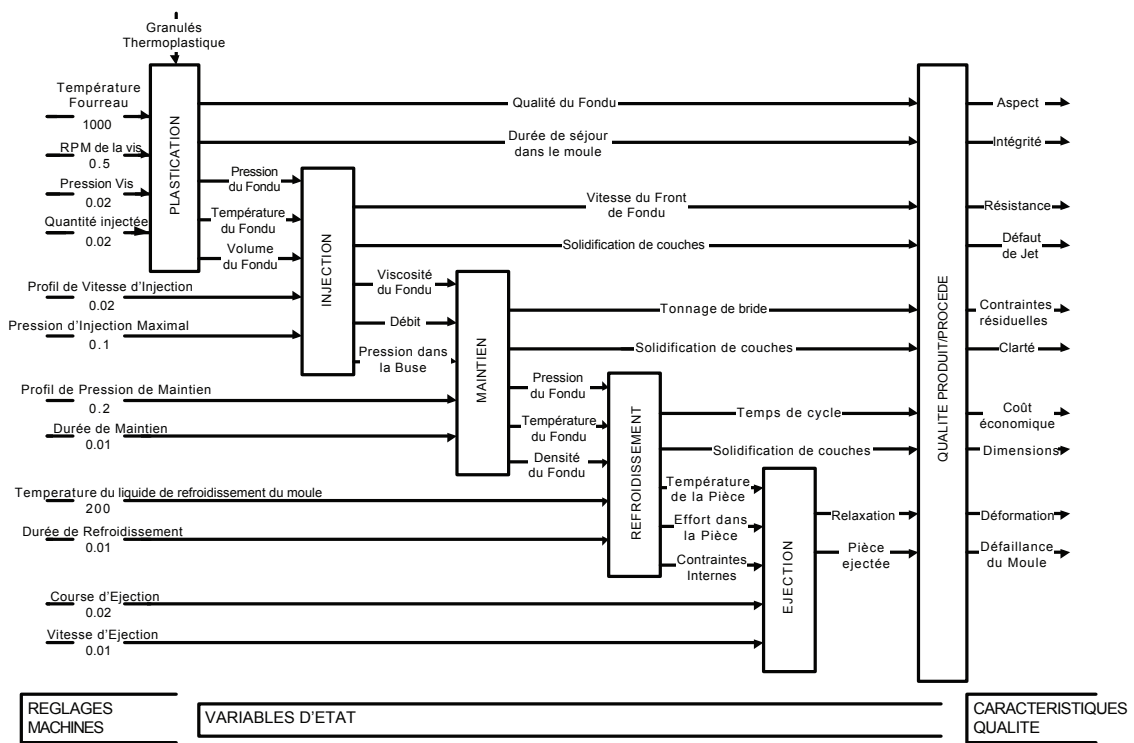 Granulés
Thermoplastique
Température
Fourreau
1000
RPM de la vis
0.5
Pression Vis
0.02
Quantité injectée
0.02
PLASTICATION
Qualité du Fondu
Durée de séjour
dans le moule
Pression
du Fondu
Température
du Fondu
Volume
du Fondu
Profil de Vitesse d'Injection
0.02
Pression d'Injection Maximal
0.1
INJECTION
Vitesse du Front
de Fondu
Solidification de couches
Viscosité
du Fondu
Débit
Pression dans
la Buse
Profil de Pression de Maintien
0.2
Durée de Maintien
0.01
MAINTIEN
Tonnage de bride
Solidification de couches
Pression
du Fondu
Température
du Fondu
Densité
du Fondu
Temperature du liquide de refroidissement du moule
200
Durée de Refroidissement
0.01
REFROIDISSEMENT
Temps de cycle
Solidification de couches
Température
de la Pièce
Effort dans
la Pièce
Contraintes
Internes
Course d'Ejection
0.02
Vitesse d'Ejection
0.01
EJECTION
Relaxation
Pièce
ejectée
QUALITE PRODUIT/PROCEDE
Aspect
Intégrité
Résistance
Défaut
de Jet
Contraintes
résiduelles
Clarté
Coût
économique
Dimensions
Déformation
Défaillance
du Moule
REGLAGES
MACHINES
VARIABLES D'ETAT
CARACTERISTIQUES
QUALITE